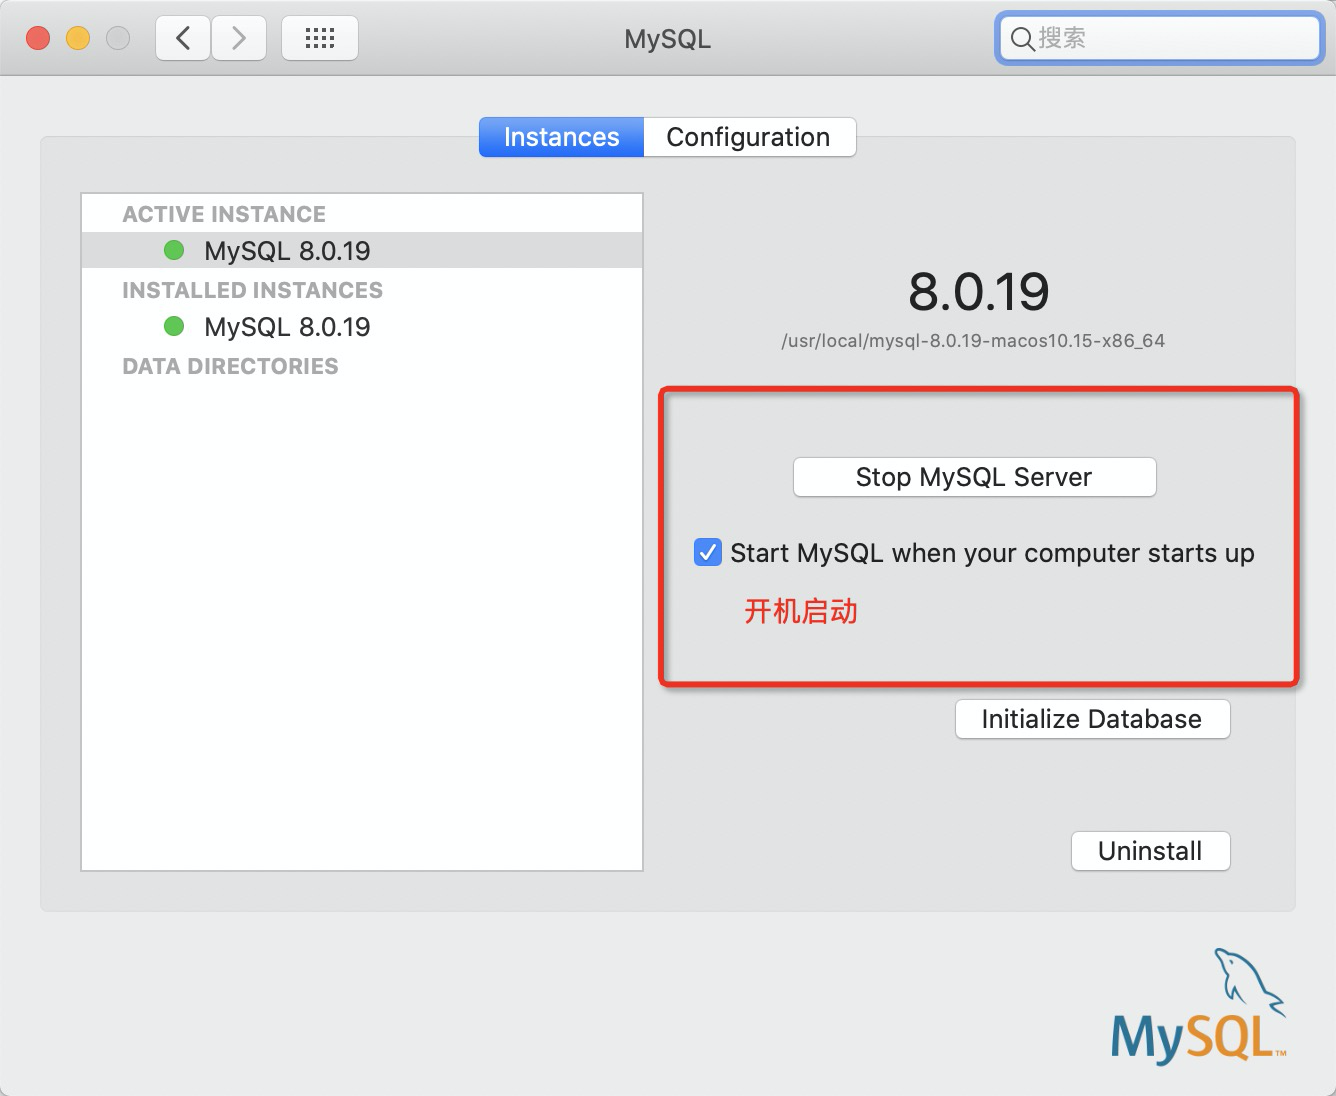 MySQL
搜索
Instances
Configuration
ACTIVE INSTANCE
MySQL 8.0.19
INSTALLED INSTANCES
MySQL 8.0.19
DATA DIRECTORIES
8.0.19
/usr/local/mysql-8.0.19-macos10.15-x86_64
Stop MySQL Server
Start MySQL when your computer starts up
开机启动
Initialize Database
Uninstall
MySQL™